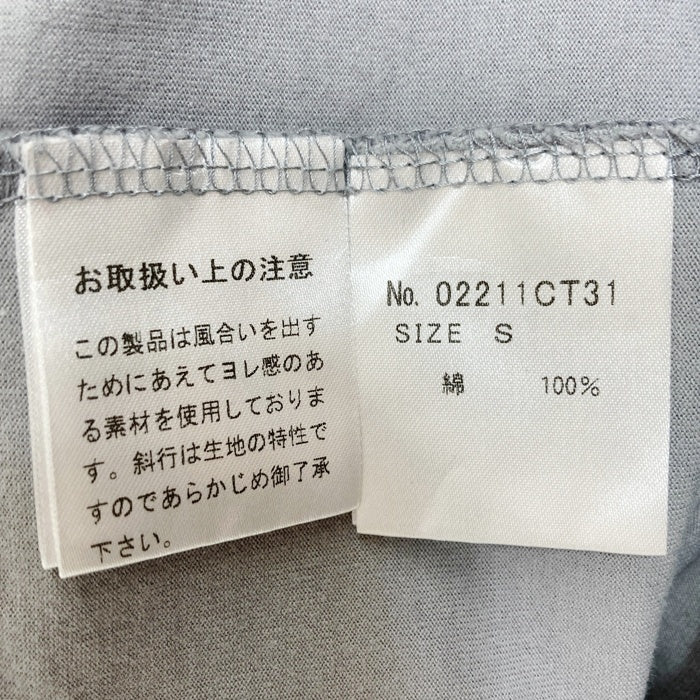 お取扱い上の注意
この製品は風合いを出す
ためにあえてヨレ感のあ
る素材を使用しておりま
す。斜行は生地の特性で
すのであらかじめ御了承
下さい。
No. 02211CT31
SIZE S
綿 100%